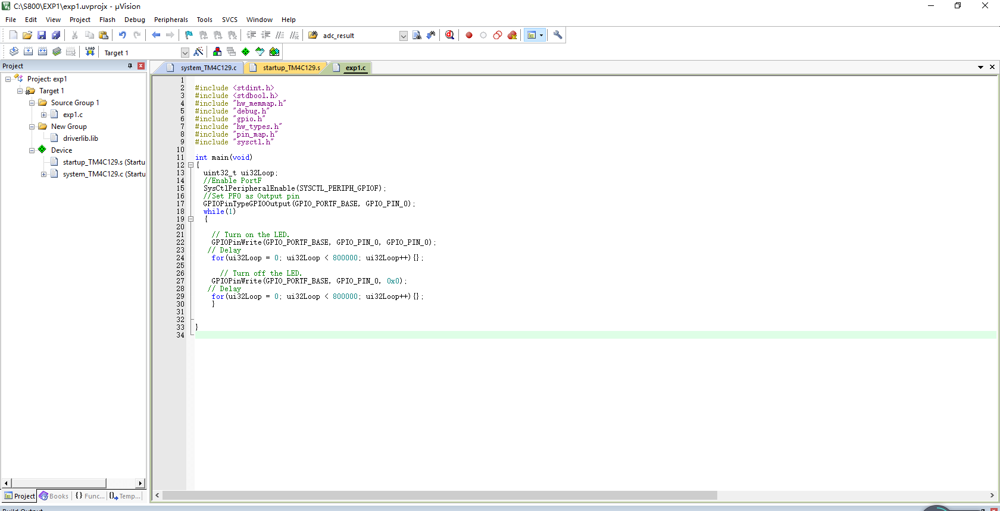 C:\S800\EXP1\exp1.uvprojx - µVision
File Edit View Project Flash Debug Peripherals Tools SVCS Window Help
adc_result
LOAD Target 1
Project
system_TM4C129.c startup_TM4C129.s exp1.c
Project: exp1
Target 1
Source Group 1
exp1.c
New Group
driverlib.lib
Device
startup_TM4C129.s (Startu
system_TM4C129.c (Startu
1
2 #include <stdint.h>
3 #include <stdbool.h>
4 #include "hw_memmap.h"
5 #include "debug.h"
6 #include "gpio.h"
7 #include "hw_types.h"
8 #include "pin_map.h"
9 #include "sysctl.h"
10
11 int main(void)
12 {
13 uint32_t ui32Loop;
14 //Enable PortF
15 SysCtlPeripheralEnable(SYSCTL_PERIPH_GPIOF);
16 //Set PF0 as Output pin
17 GPIOPinTypeGPIOOutput(GPIO_PORTF_BASE, GPIO_PIN_0);
18 while(1)
19 {
20
21 // Turn on the LED.
22 GPIOPinWrite(GPIO_PORTF_BASE, GPIO_PIN_0, GPIO_PIN_0);
23 // Delay
24 for(ui32Loop = 0; ui32Loop < 800000; ui32Loop++){};
25
26 // Turn off the LED.
27 GPIOPinWrite(GPIO_PORTF_BASE, GPIO_PIN_0, 0x0);
28 // Delay
29 for(ui32Loop = 0; ui32Loop < 800000; ui32Loop++){};
30 }
31
32
33 }
34
Project Books {} Func... Temp...
Build Output